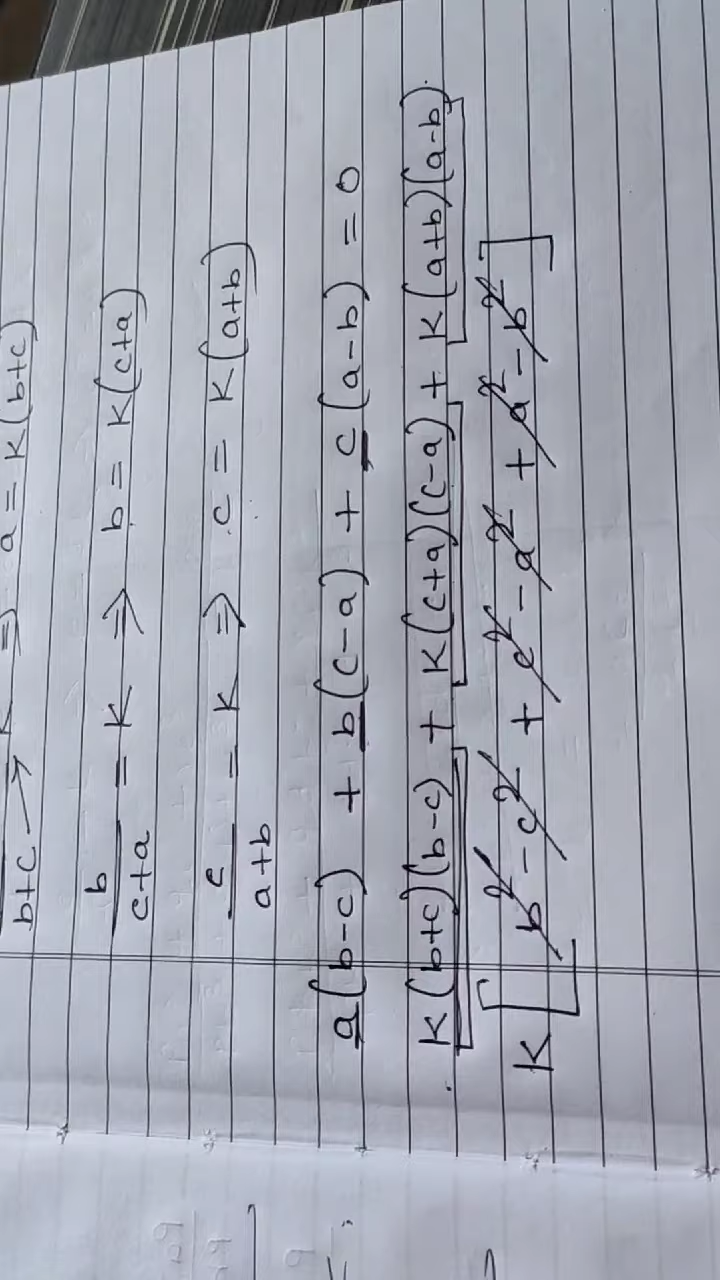 b+c → K ⇒ a = K(b+c)
b/c+a = K ⇒ b = K(c+a)
c/a+b = K ⇒ c = K(a+b)
a(b-c) + b(c-a) + c(a-b) = 0
K(b+c)(b-c) + K(c+a)(c-a) + K(a+b)(a-b).
K[b² - c² + c² - a² + a² - b²]